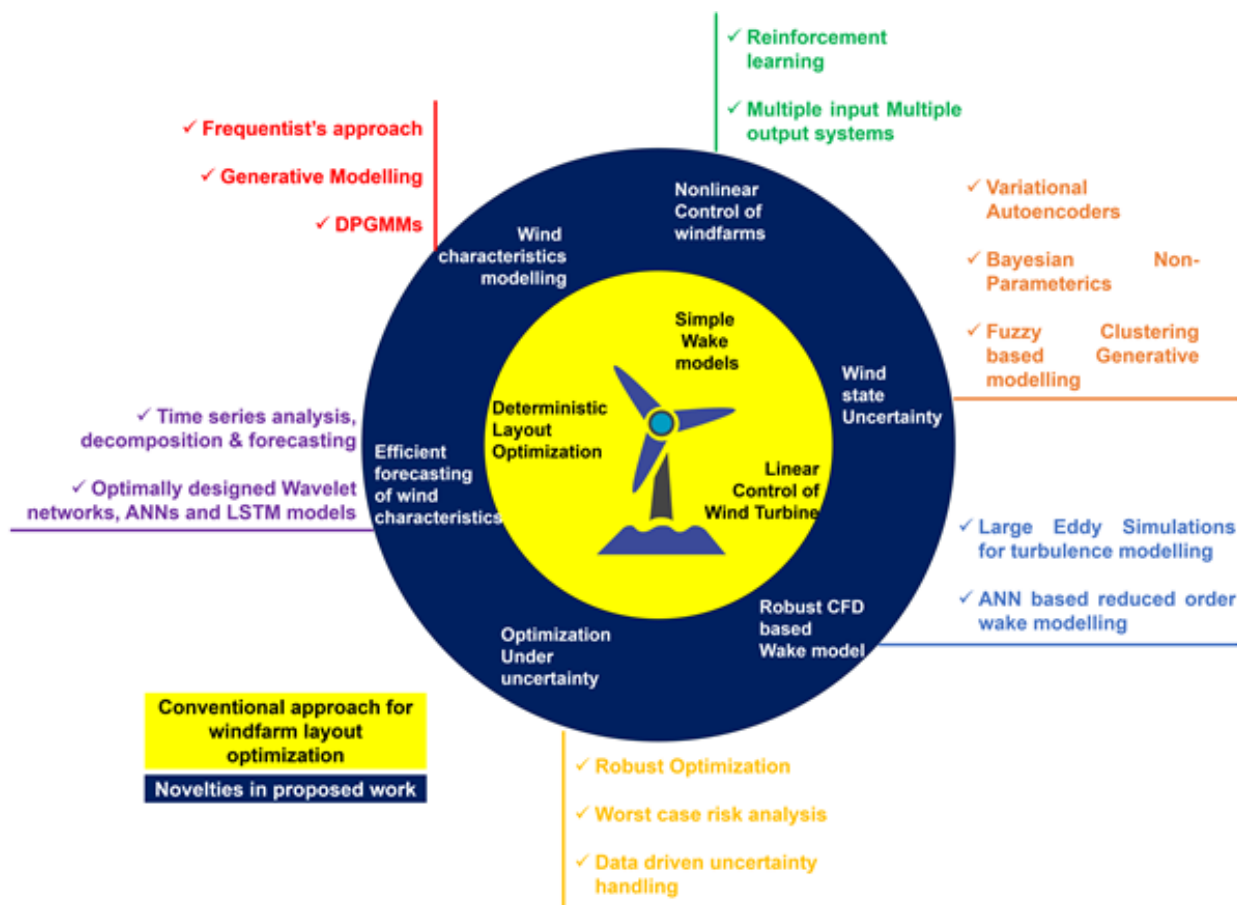 ✓ Reinforcement
learning
✓ Multiple input Multiple
output systems
✓ Frequentist's approach
✓ Generative Modelling
✓ DPGMMs
✓ Variational
Autoencoders
✓ Bayesian Non-
Parameterics
✓ Fuzzy Clustering
based Generative
modelling
Nonlinear
Control of
windfarms
Wind
characteristics
modelling
Simple
Wake
models
Wind
state
Uncertainty
Deterministic
Layout
Optimization
✓ Time series analysis,
decomposition & forecasting
✓ Optimally designed Wavelet
networks, ANNs and LSTM models
Efficient
forecasting
of wind
characteristics
Linear
Control of
Wind Turbine
✓ Large Eddy Simulations
for turbulence modelling
✓ ANN based reduced order
wake modelling
Robust CFD
based
Wake model
Optimization
Under
uncertainty
Conventional approach for
windfarm layout
optimization
Novelties in proposed work
✓ Robust Optimization
✓ Worst case risk analysis
✓ Data driven uncertainty
handling